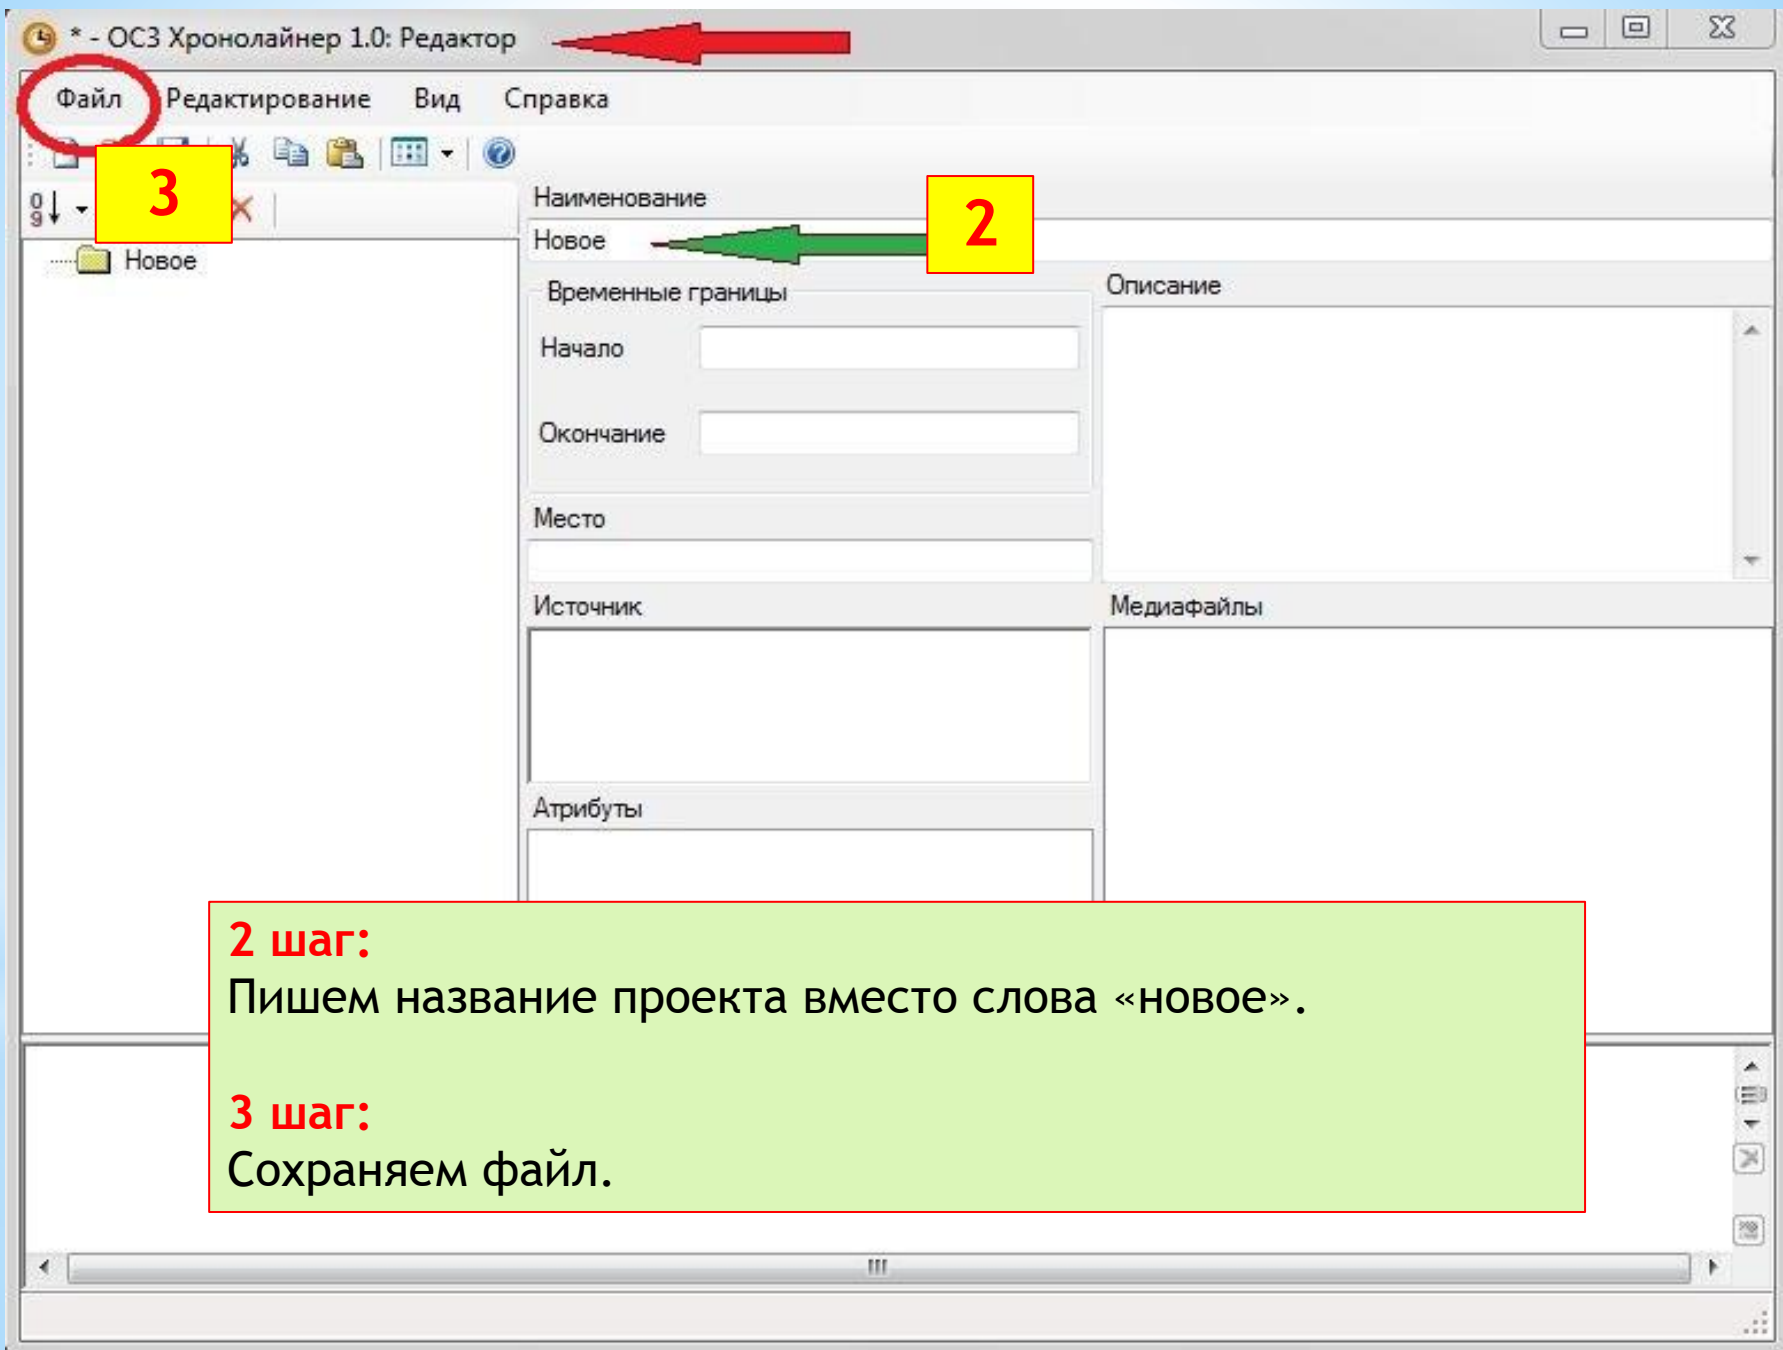 * - ОС3 Хронолайнер 1.0: Редактор
Файл Редактирование Вид Справка
3
Наименование
2
Новое
Новое
Временные границы
Описание
Начало
Окончание
Место
Источник
Медиафайлы
Атрибуты
2 шаг:
Пишем название проекта вместо слова «новое».
3 шаг:
Сохраняем файл.